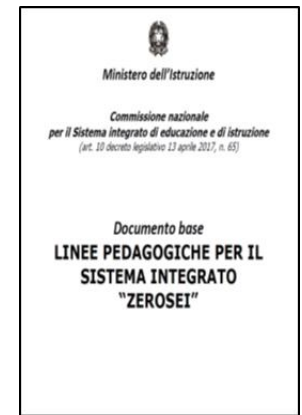 Ministero dell'Istruzione
Commissione nazionale
per il Sistema integrato di educazione e di istruzione
(art. 10 decreto legislativo 13 aprile 2017, n. 65)
Documento base
LINEE PEDAGOGICHE PER IL
SISTEMA INTEGRATO
"ZEROSEI"